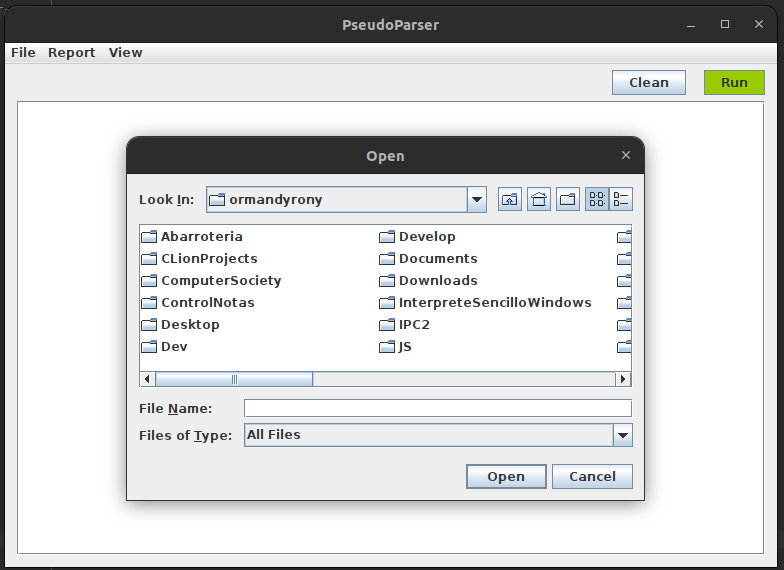 PseudoParser
File Report View
Clean Run
Open
Look In: ormandyrony
Abarroteria Develop
CLionProjects Documents
ComputerSociety Downloads
ControlNotas InterpreteSencilloWindows
Desktop IPC2
Dev JS
File Name:
Files of Type: All Files
Open Cancel